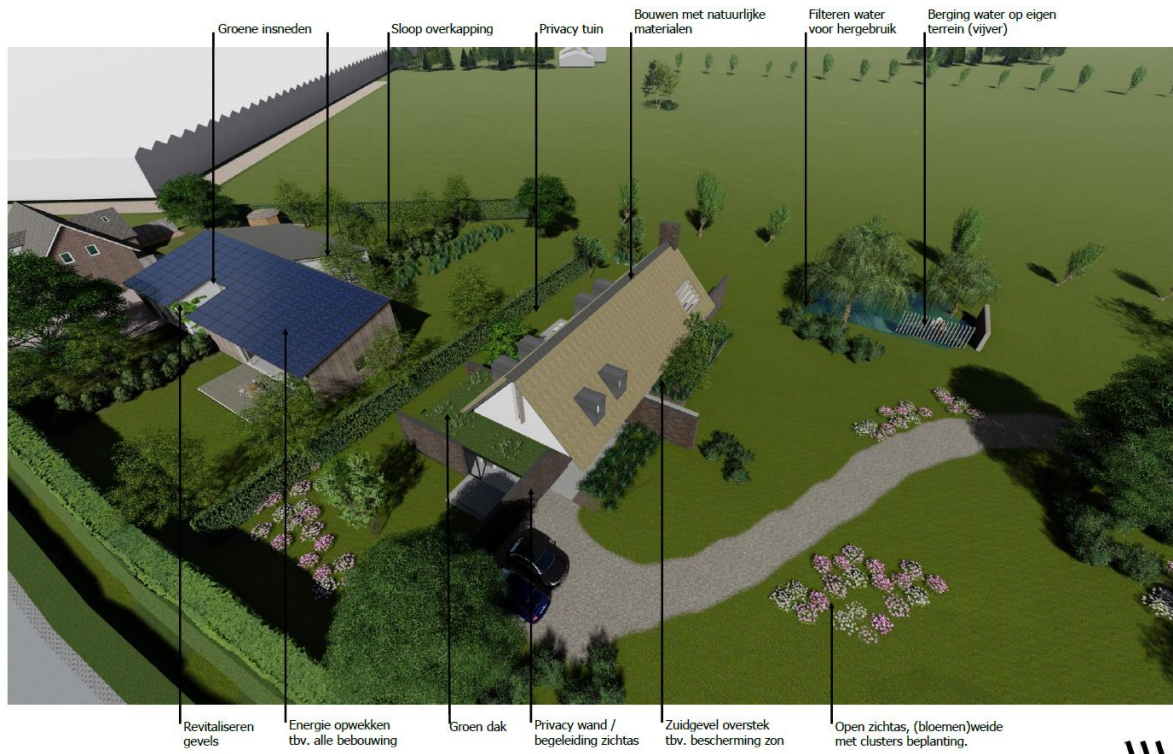 Groene insneden
Sloop overkapping
Privacy tuin
Bouwen met natuurlijke
materialen
Filteren water
voor hergebruik
Berging water op eigen
terrein (vijver)
Revitaliseren
gevels
Energie opwekken
tbv. alle bebouwing
Groen dak
Privacy wand /
begeleiding zichtas
Zuidgevel overstek
tbv. bescherming zon
Open zichtas, (bloemen)weide
met clusters beplanting.